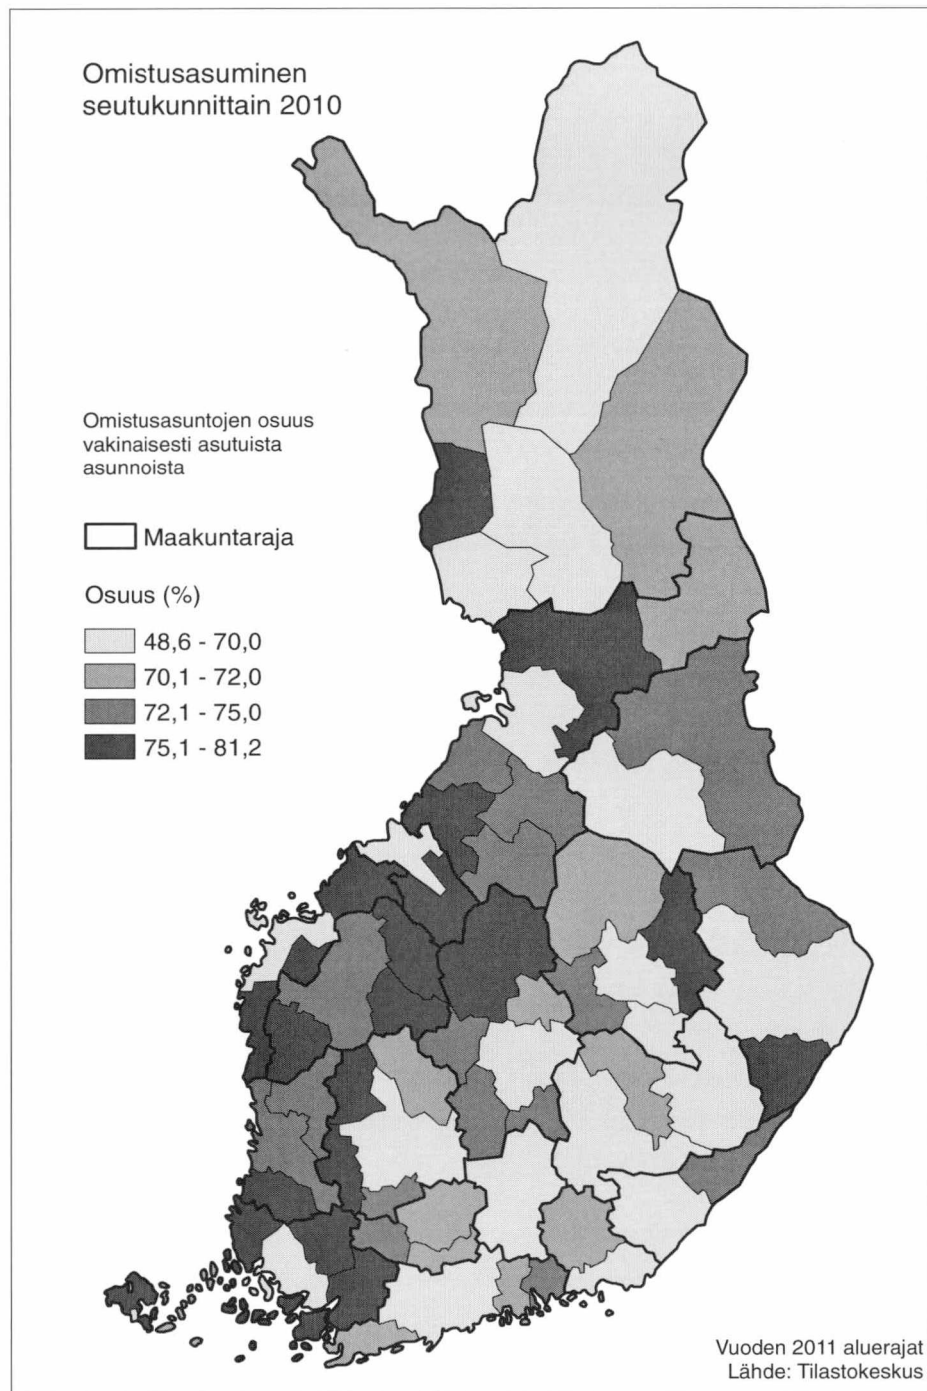 Omistusasuminen
seutukunnittain 2010
Omistusasuntojen osuus
vakinaisesti asutuista
asunnoista
Maakuntaraja
Osuus (%)
48,6 - 70,0
70,1 - 72,0
72,1 - 75,0
75,1 - 81,2
Vuoden 2011 aluerajat
Lähde: Tilastokeskus